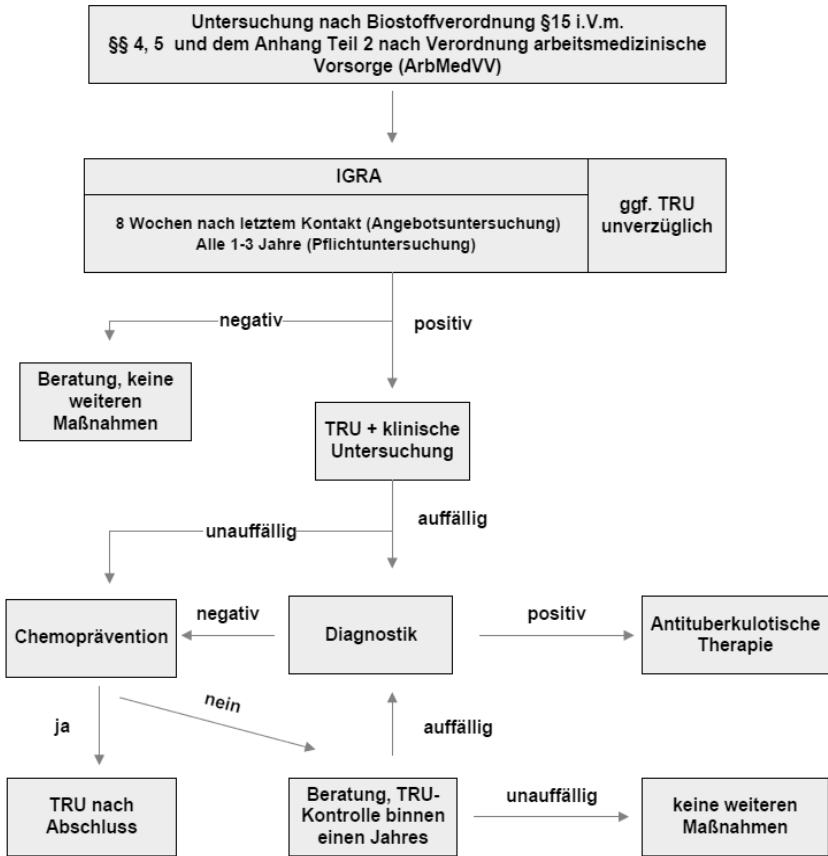 Untersuchung nach Biostoffverordnung §15 i.V.m.
§§ 4, 5 und dem Anhang Teil 2 nach Verordnung arbeitsmedizinische
Vorsorge (ArbMedVV)
IGRA
8 Wochen nach letztem Kontakt (Angebotsuntersuchung)
Alle 1-3 Jahre (Pflichtuntersuchung)
ggf. TRU
unverzüglich
negativ
positiv
Beratung, keine
weiteren
Maßnahmen
TRU + klinische
Untersuchung
unauffällig
auffällig
Chemoprävention
negativ
Diagnostik
positiv
Antituberkulotische
Therapie
ja
nein
auffällig
TRU nach
Abschluss
Beratung, TRU-
Kontrolle binnen
einen Jahres
unauffällig
keine weiteren
Maßnahmen